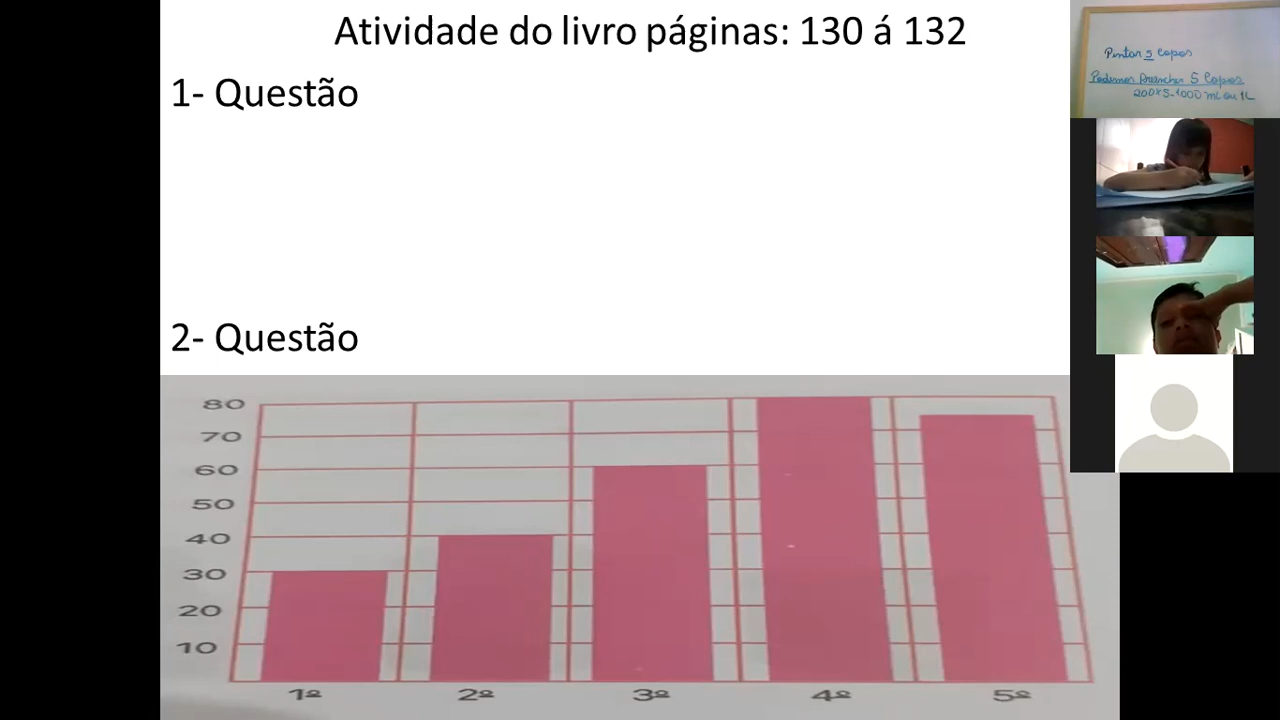 Atividade do livro páginas: 130 á 132
1- Questão
2- Questão
80
70
60
50
40
30
20
10
1º 2º 3º 4º 5º
Pintar 5 copos
Podemos Preencher 5 Copos
200x5-1000 mL ou 1L